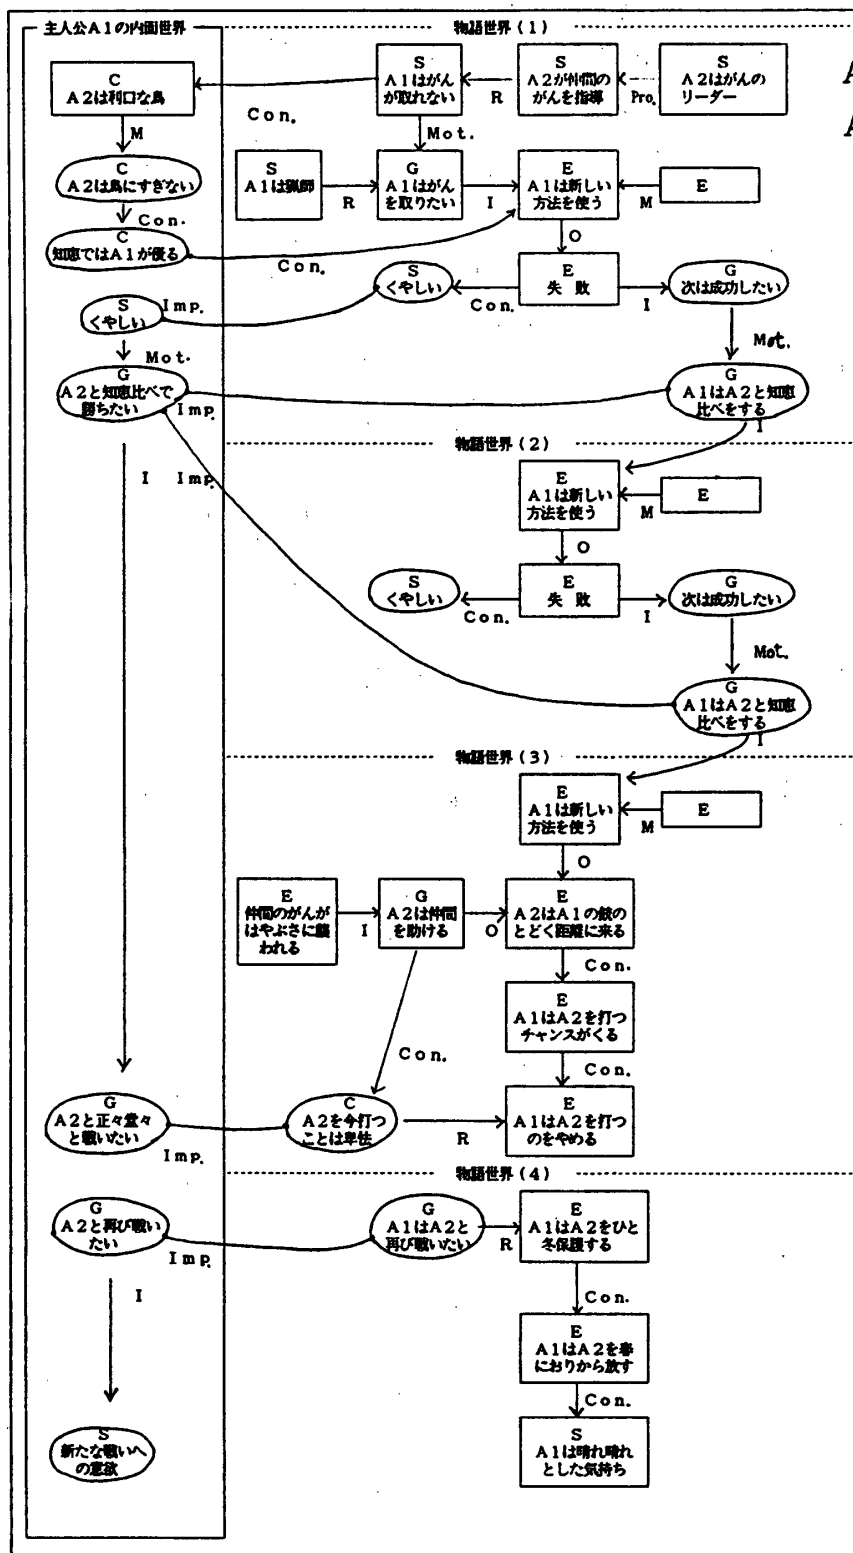 主人公A1の内面世界
物語世界(1)
A
A
C
A2は利口な鳥
S
A1はがん
が取れない
S
A2が仲間の
がんを指導
S
A2はがんの
リーダー
Con.
R
Pro.
M
Mot.
C
A2は鳥にすぎない
S
A1は猟師
G
A1はがん
を取りたい
E
A1は新しい
方法を使う
E
R
I
M
Con.
C
知恵ではA1が優る
Con.
O
S
くやしい
E
失敗
G
次は成功したい
Con.
I
S
くやしい
Imp.
Mot.
Mot.
G
A2と知恵比べで
勝ちたい
Imp.
G
A1はA2と知恵
比べをする
I
物語世界(2)
I
Imp.
E
A1は新しい
方法を使う
E
M
O
S
くやしい
E
失敗
G
次は成功したい
Con.
I
Mot.
G
A1はA2と知恵
比べをする
I
物語世界(3)
E
A1は新しい
方法を使う
E
M
O
E
仲間のがんが
はやぶさに襲
われる
G
A2は仲間
を助ける
E
A2はA1の銃の
とどく距離に来る
I
O
Con.
E
A1はA2を打つ
チャンスがくる
Con.
Con.
G
A2と正々堂々
と戦いたい
C
A2を今打つ
ことは卑怯
E
A1はA2を打つ
のをやめる
Imp.
R
物語世界(4)
G
A2と再び戦い
たい
G
A1はA2と
再び戦いたい
E
A1はA2をひと
冬保護する
Imp.
R
I
Con.
E
A1はA2を春
におりから放す
Con.
S
新たな戦いへ
の意欲
S
A1は晴れ晴れ
とした気持ち